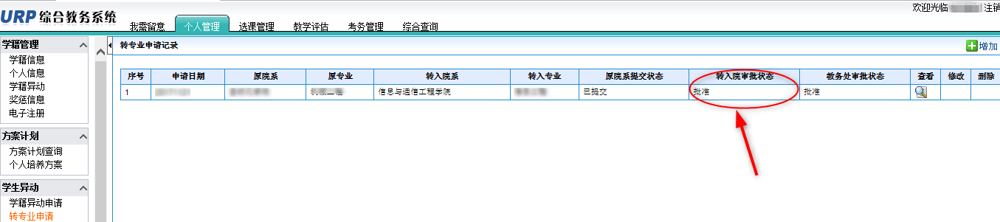 欢迎光临 | 注销
URP 综合教务系统
我需留意 个人管理 选课管理 教学评估 考务管理 综合查询
学籍管理
学籍信息
个人信息
学籍异动
奖惩信息
电子注册
方案计划
方案计划查询
个人培养方案
学生异动
学籍异动申请
转专业申请
转专业申请记录
增加
序号 申请日期 原院系 原专业 转入院系 转入专业 原院系提交状态 转入院审批状态 教务处审批状态 查看 修改 删除
1 信息与通信工程学院 已提交 批准 批准